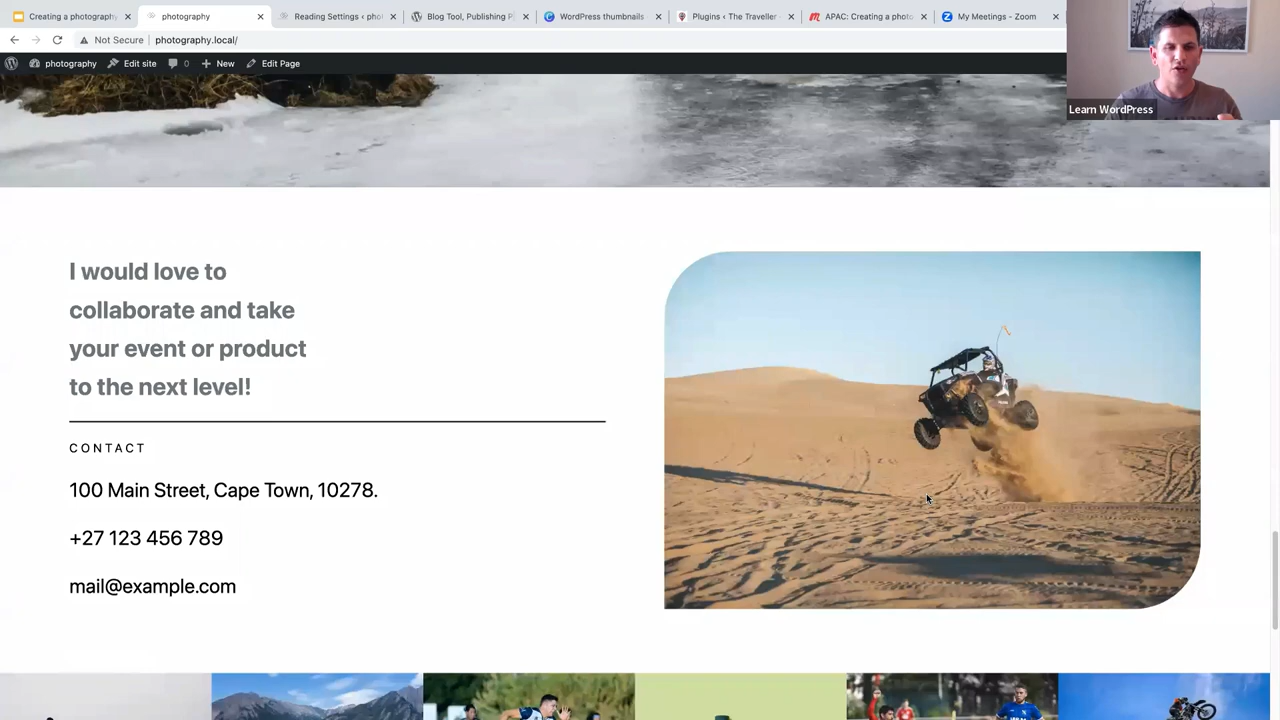 Creating a photography
photography
Reading Settings ‹ pho
Blog Tool, Publishing P
WordPress thumbnails
Plugins ‹ The Traveller
APAC: Creating a photo
My Meetings - Zoom
Not Secure
photography.local/
photography
Edit site
0
New
Edit Page
Learn WordPress
I would love to
collaborate and take
your event or product
to the next level!
CONTACT
100 Main Street, Cape Town, 10278.
+27 123 456 789
mail@example.com